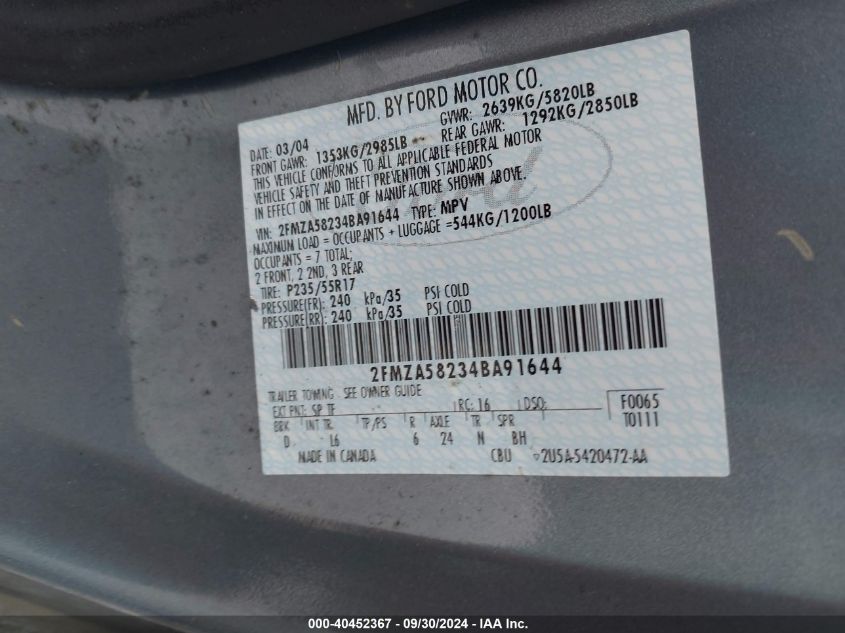 MFD. BY FORD MOTOR CO.
DATE: 03/04 GVWR: 2639KG/5820LB
FRONT GAWR: 1353KG/2985LB REAR GAWR: 1292KG/2850LB
THIS VEHICLE CONFORMS TO ALL APPLICABLE FEDERAL MOTOR
VEHICLE SAFETY AND THEFT PREVENTION STANDARDS
IN EFFECT ON THE DATE OF MANUFACTURE SHOWN ABOVE.
VIN: 2FMZA58234BA91644 TYPE: MPV
MAXIMUM LOAD = OCCUPANTS + LUGGAGE =544KG/1200LB
OCCUPANTS = 7 TOTAL;
2 FRONT, 2 2ND, 3 REAR
TIRE: P235/55R17
PRESSURE(FR): 240 kPa/35 PSI COLD
PRESSURE(RR): 240 kPa/35 PSI COLD
2FMZA58234BA91644
TRAILER TOWING - SEE OWNER GUIDE
EXT PNT: SP TF RC: 16 DSO: F0065
BRK INT TR TP/PS R AXLE TR SPR T0111
D L6 6 24 N BH
MADE IN CANADA CBU 2U5A-5420472-AA
000-40452367 - 09/30/2024 - IAA Inc.